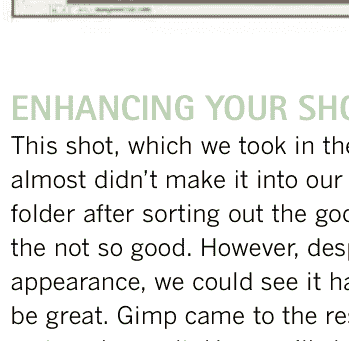 ENHANCING YOUR SHO
This shot, which we took in the
almost didn't make it into our
folder after sorting out the goo
the not so good. However, desp
appearance, we could see it ha
be great. Gimp came to the res